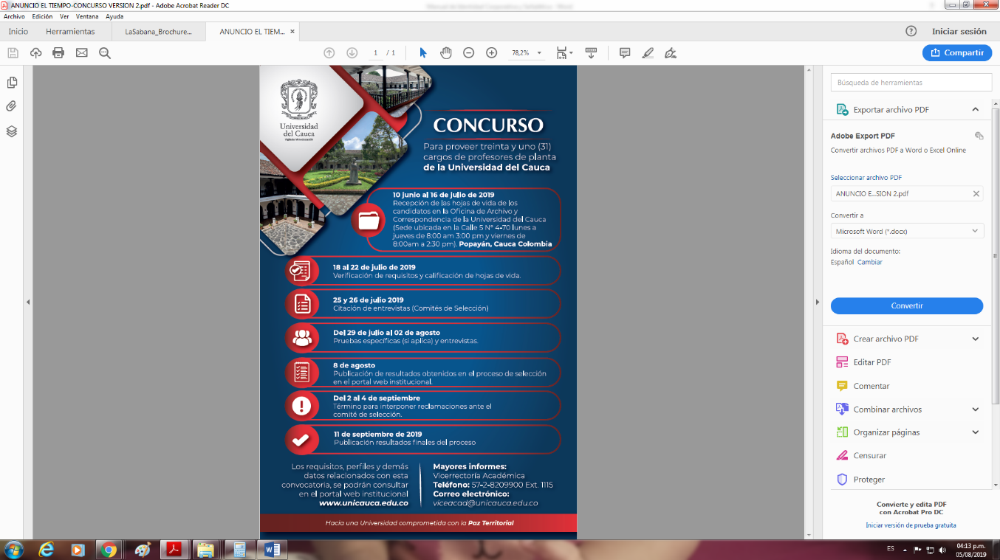 ANUNCIO EL TIEMPO-CONCURSO VERSION 2.pdf - Adobe Acrobat Reader DC
Archivo Edición Ver Ventana Ayuda
Inicio Herramientas LaSabana_Brochure... ANUNCIO EL TIEM... × Iniciar sesión
1 / 1 78,2% Compartir
Universidad
del Cauca
CONCURSO
Para proveer treinta y uno (31)
cargos de profesores de planta
de la Universidad del Cauca
10 junio al 16 de julio de 2019
Recepción de las hojas de vida de los
candidatos en la Oficina de Archivo y
Correspondencia de la Universidad del Cauca
(Sede ubicada en la Calle 5 N° 4-70 lunes a
jueves de 8:00 am 3:00 pm y viernes de
8:00am a 2:30 pm). Popayán, Cauca Colombia
18 al 22 de julio de 2019
Verificación de requisitos y calificación de hojas de vida.
25 y 26 de julio 2019
Citación de entrevistas (Comités de Selección)
Del 29 de julio al 02 de agosto
Pruebas específicas (si aplica) y entrevistas.
8 de agosto
Publicación de resultados obtenidos en el proceso de selección
en el portal web institucional.
Del 2 al 4 de septiembre
Término para interponer reclamaciones ante el
comité de selección.
11 de septiembre de 2019
Publicación resultados finales del proceso
Los requisitos, perfiles y demás
datos relacionados con esta
convocatoria, se podrán consultar
en el portal web institucional
www.unicauca.edu.co
Mayores informes:
Vicerrectoría Académica
Teléfono: 57-2-8209900 Ext. 1115
Correo electrónico:
viceacad@unicauca.edu.co
Hacia una Universidad comprometida con la Paz Territorial
Búsqueda de herramientas
Exportar archivo PDF
Adobe Export PDF
Convertir archivos PDF a Word o Excel Online
Seleccionar archivo PDF
ANUNCIO E...SION 2.pdf
Convertir a
Microsoft Word (*.docx)
Idioma del documento:
Español Cambiar
Convertir
Crear archivo PDF
Editar PDF
Comentar
Combinar archivos
Organizar páginas
Censurar
Proteger
Convierte y edita PDF
con Acrobat Pro DC
Iniciar versión de prueba gratuita
ES 04:13 p.m.
05/08/2019